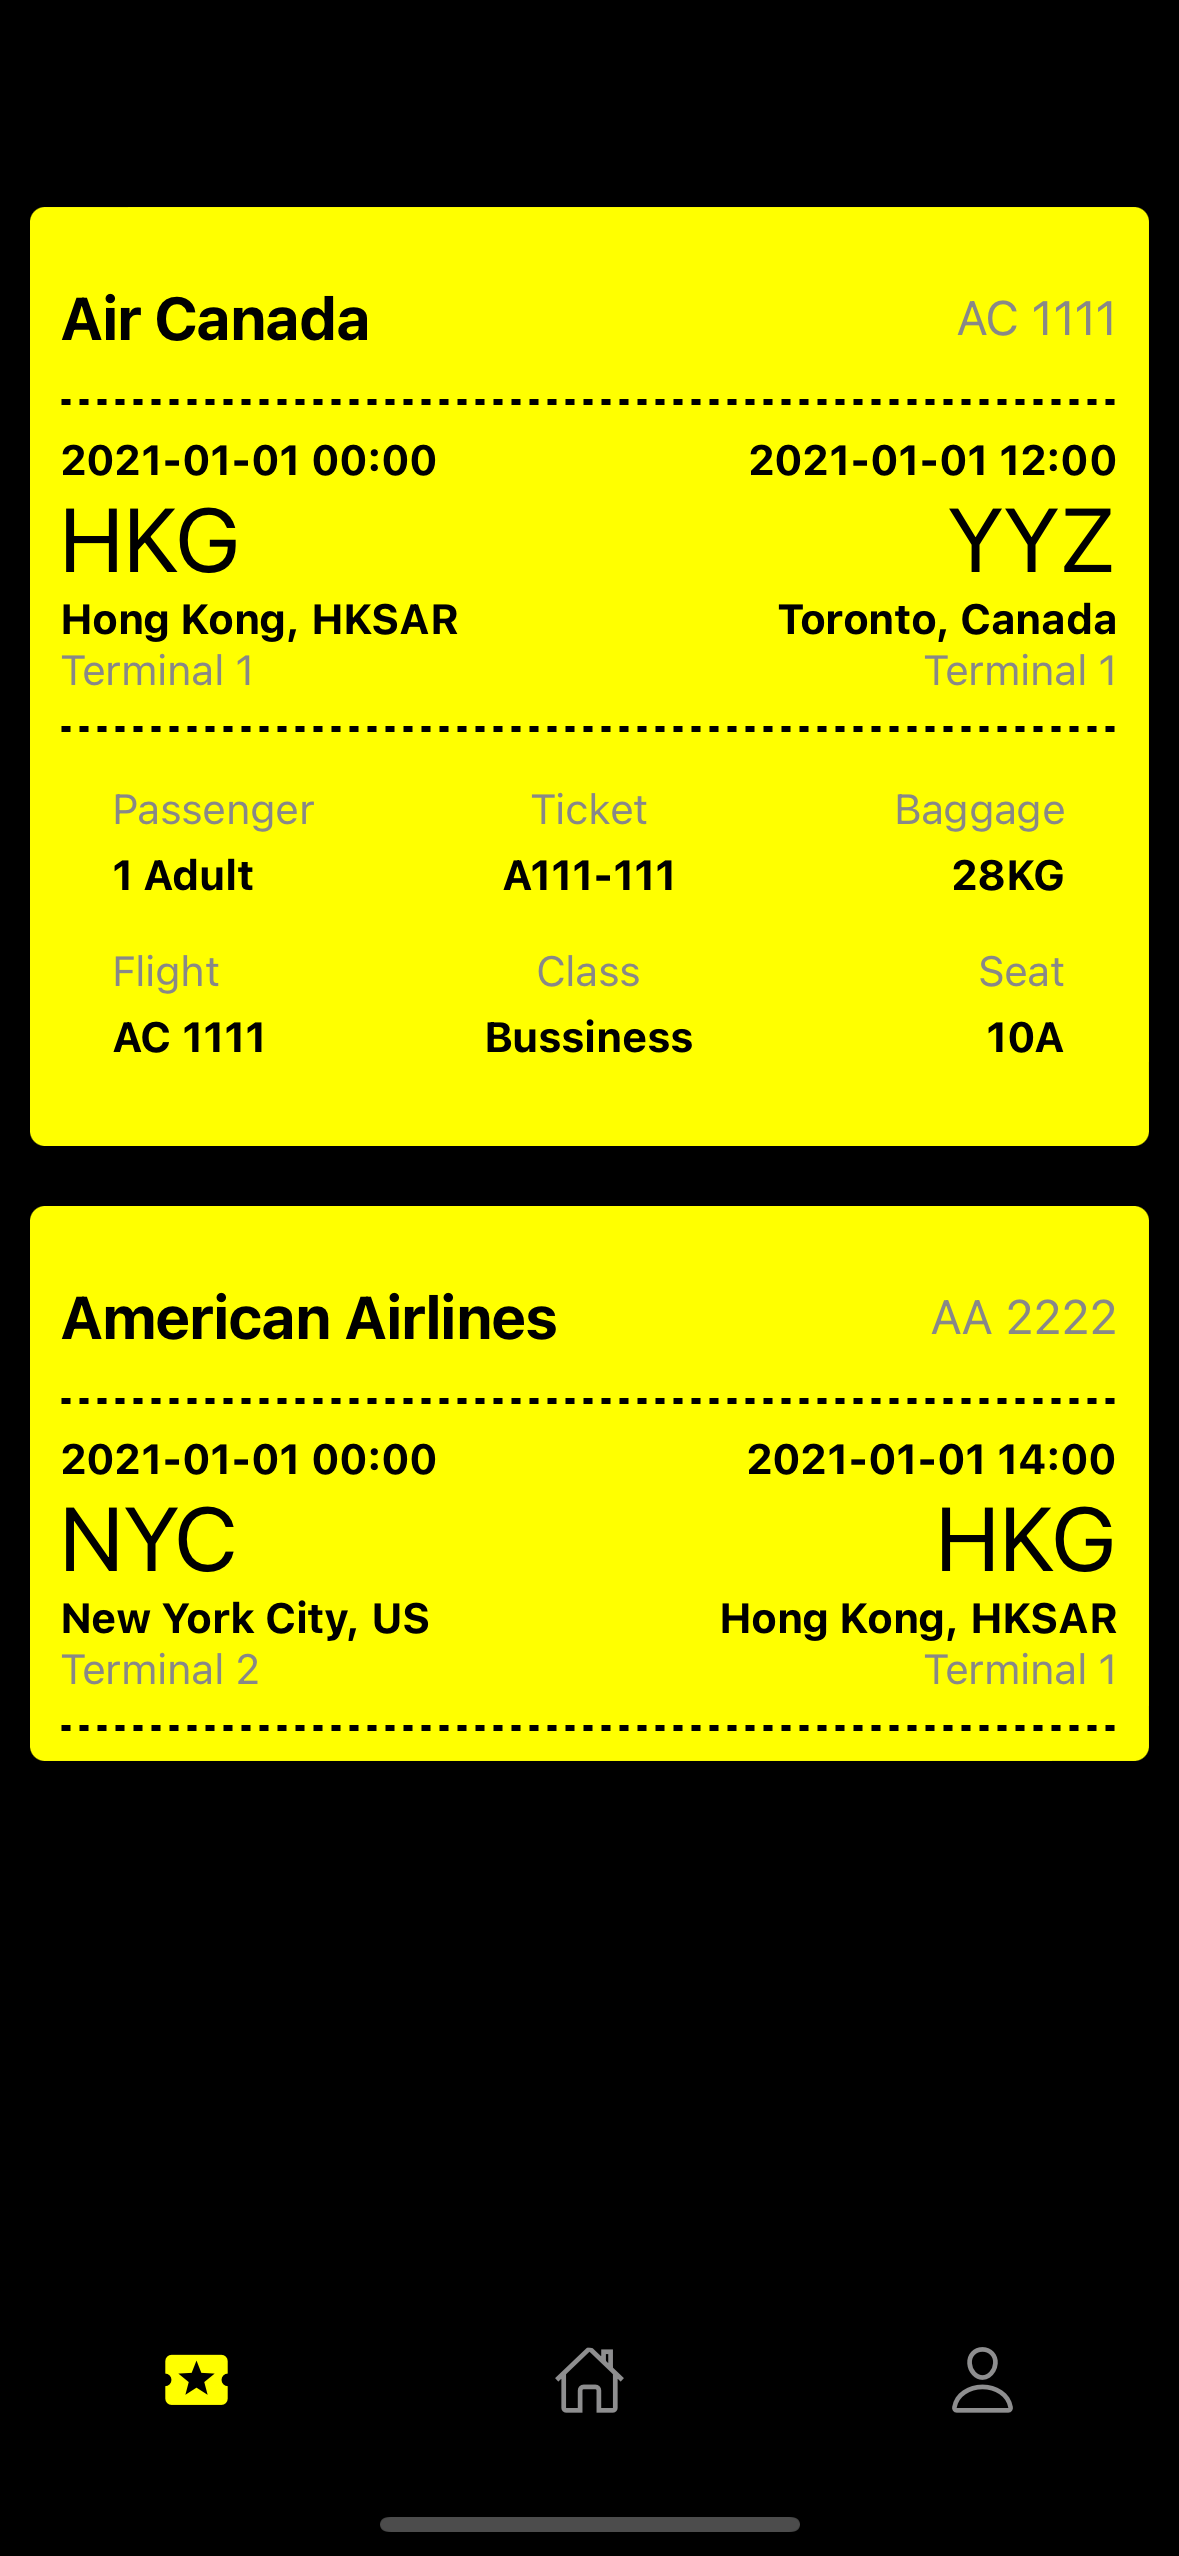 Air Canada AC 1111
2021-01-01 00:00 2021-01-01 12:00
HKG YYZ
Hong Kong, HKSAR Toronto, Canada
Terminal 1 Terminal 1
Passenger Ticket Baggage
1 Adult A111-111 28KG
Flight Class Seat
AC 1111 Bussiness 10A
American Airlines AA 2222
2021-01-01 00:00 2021-01-01 14:00
NYC HKG
New York City, US Hong Kong, HKSAR
Terminal 2 Terminal 1